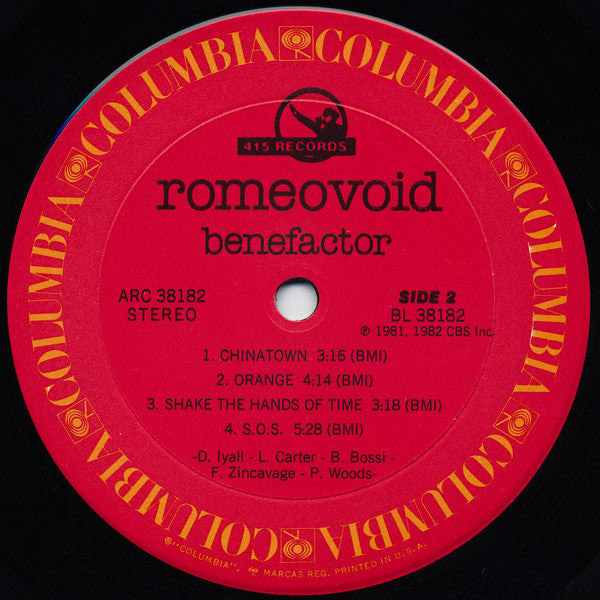 COLUMBIA COLUMBIA COLUMBIA COLUMBIA COLUMBIA COLUMBIA COLUMBIA
415 RECORDS
romeovoid
benefactor
ARC 38182
STEREO
SIDE 2
BL 38182
℗ 1981, 1982 CBS Inc.
1. CHINATOWN 3:16 (BMI)
2. ORANGE 4:14 (BMI)
3. SHAKE THE HANDS OF TIME 3:18 (BMI)
4. S.O.S. 5:28 (BMI)
-D. Iyall - L. Carter - B. Bossi -
F. Zincavage - P. Woods-
®"COLUMBIA", MARCAS REG. PRINTED IN U.S.A.